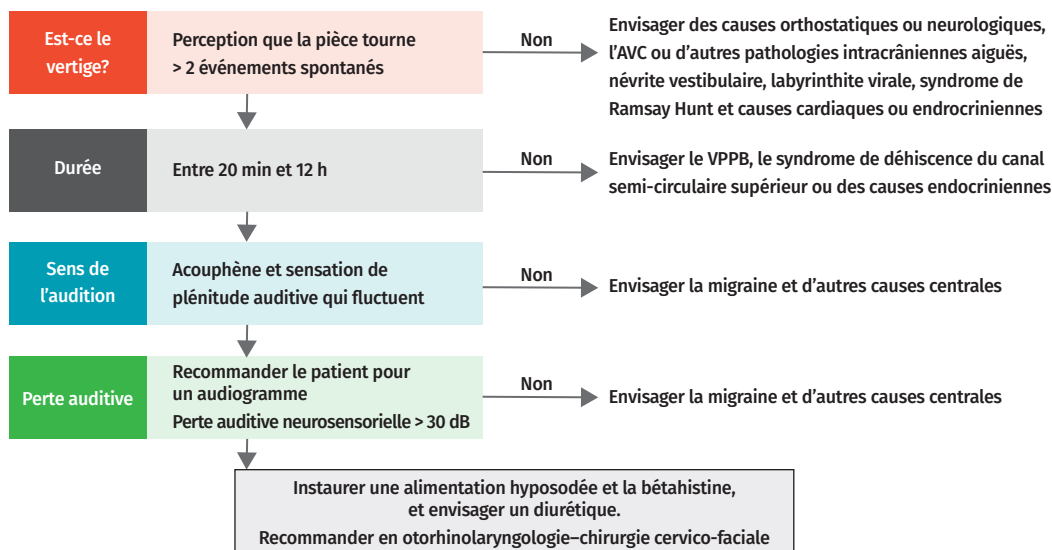 Est-ce le
vertige?
Perception que la pièce tourne
> 2 événements spontanés
Non
Envisager des causes orthostatiques ou neurologiques,
l'AVC ou d'autres pathologies intracrâniennes aiguës,
névrite vestibulaire, labyrinthite virale, syndrome de
Ramsay Hunt et causes cardiaques ou endocriniennes
Durée
Entre 20 min et 12 h
Non
Envisager le VPPB, le syndrome de déhiscence du canal
semi-circulaire supérieur ou des causes endocriniennes
Sens de
l'audition
Acouphène et sensation de
plénitude auditive qui fluctuent
Non
Envisager la migraine et d'autres causes centrales
Perte auditive
Recommander le patient pour
un audiogramme
Perte auditive neurosensorielle > 30 dB
Non
Envisager la migraine et d'autres causes centrales
Instaurer une alimentation hyposodée et la bétahistine,
et envisager un diurétique.
Recommander en otorhinolaryngologie–chirurgie cervico-faciale